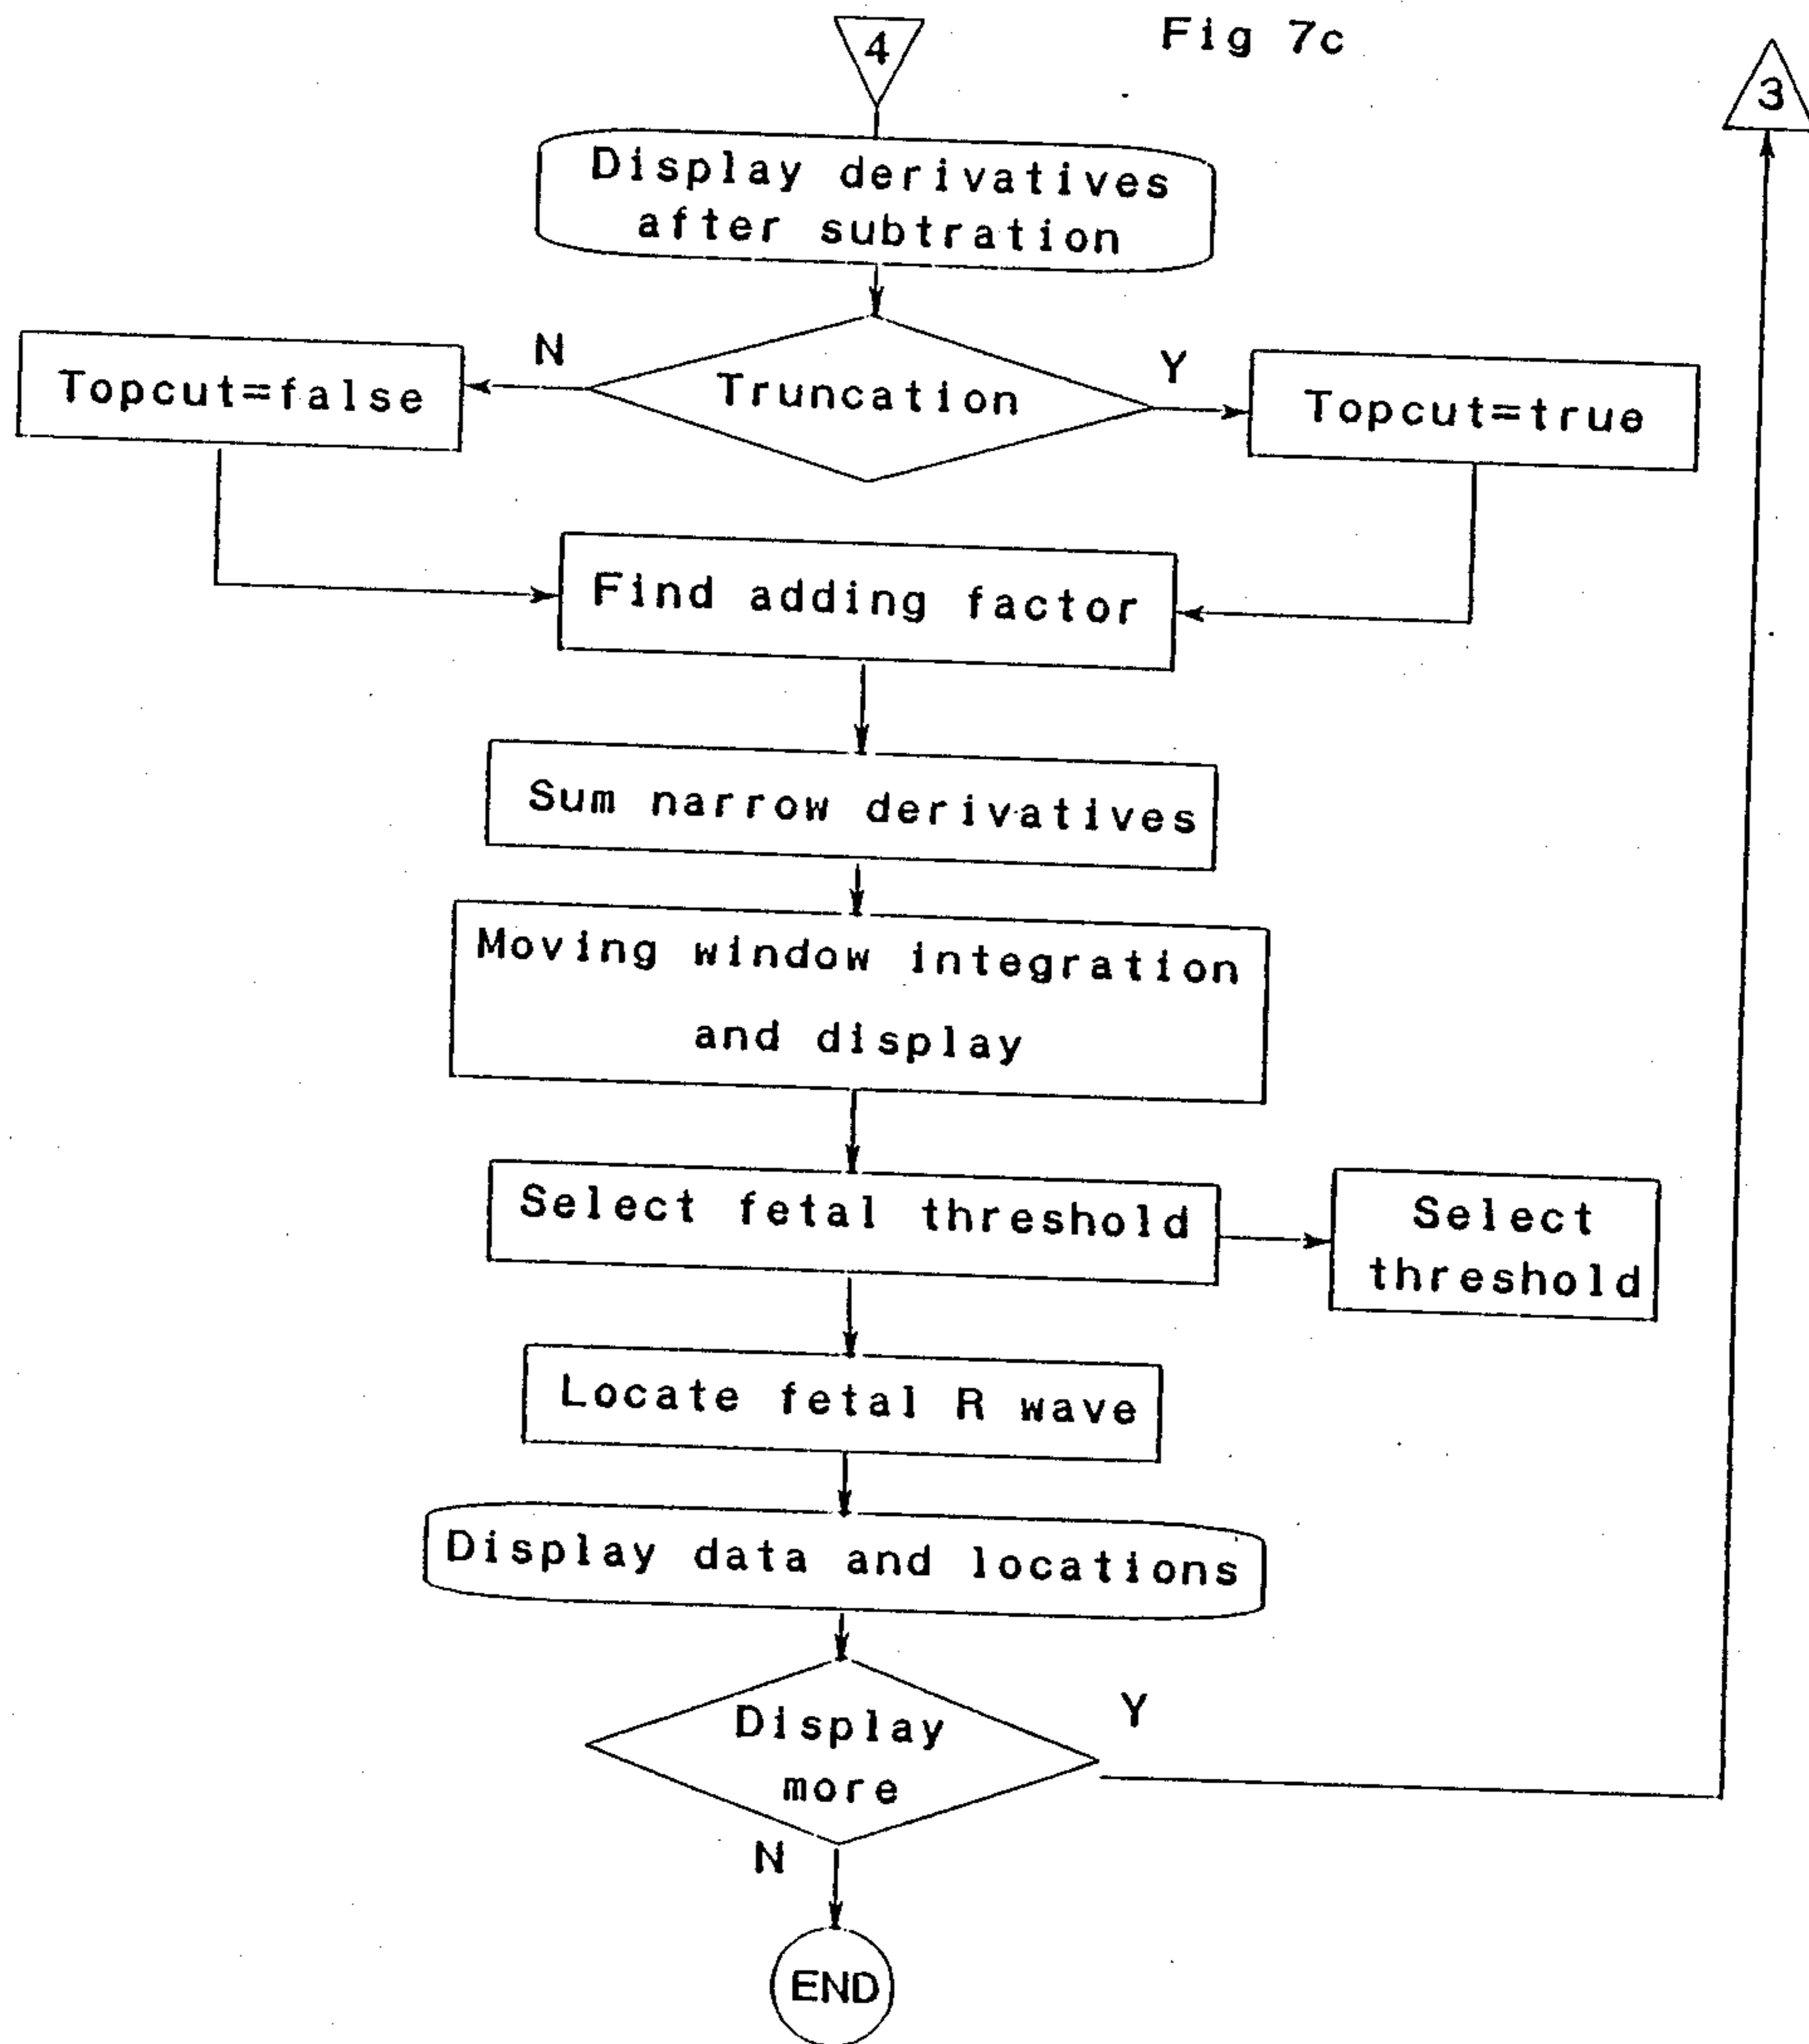 Fig 7c
4
3
Display derivatives
after subtration
N
Y
Topcut=false
Truncation
Topcut=true
Find adding factor
Sum narrow derivatives
Moving window integration
and display
Select fetal threshold
Select
threshold
Locate fetal R wave
Display data and locations
Display
more
Y
N
END